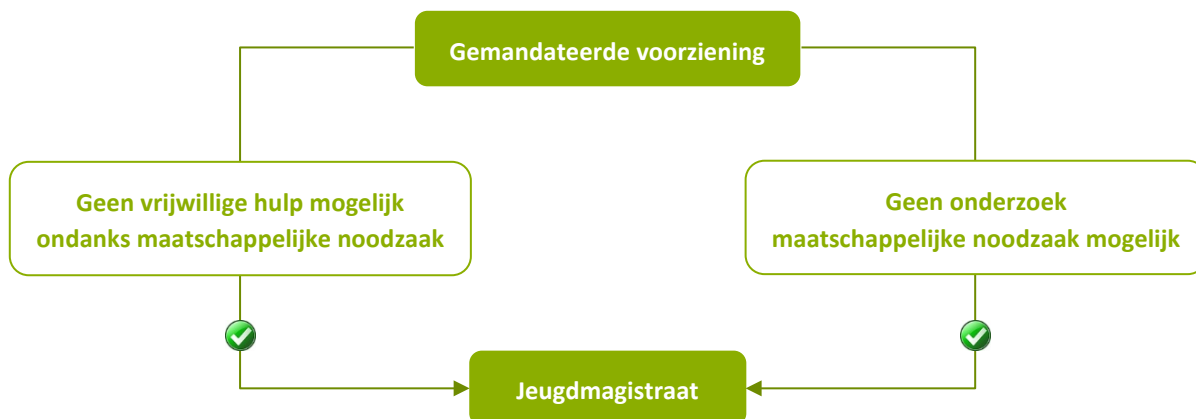 Gemandateerde voorziening
Geen vrijwillige hulp mogelijk
ondanks maatschappelijke noodzaak
Geen onderzoek
maatschappelijke noodzaak mogelijk
Jeugdmagistraat